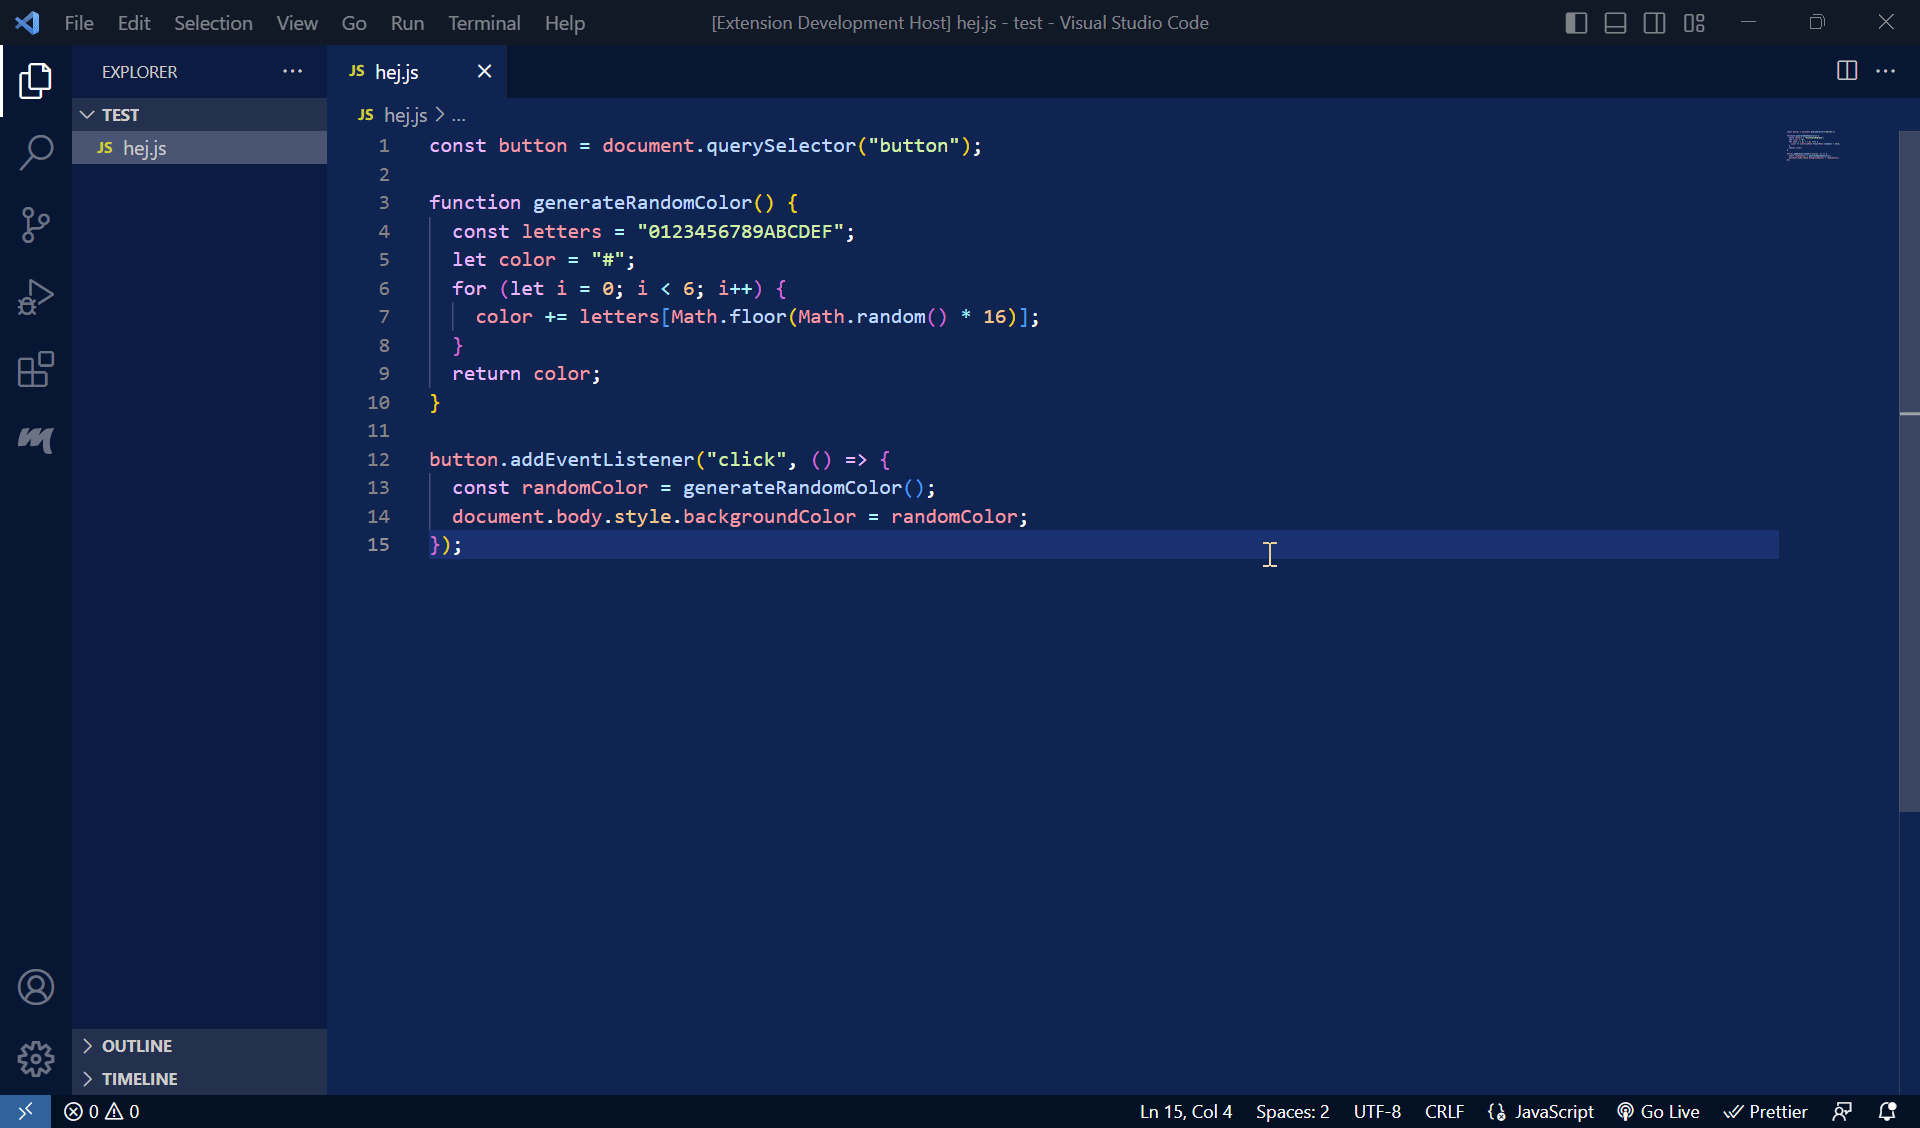 File Edit Selection View Go Run Terminal Help [Extension Development Host] hej.js - test - Visual Studio Code
EXPLORER
JS hej.js
TEST
JS hej.js
JS hej.js > ...
1 const button = document.querySelector("button");
2
3 function generateRandomColor() {
4   const letters = "0123456789ABCDEF";
5   let color = "#";
6   for (let i = 0; i < 6; i++) {
7     color += letters[Math.floor(Math.random() * 16)];
8   }
9   return color;
10 }
11
12 button.addEventListener("click", () => {
13   const randomColor = generateRandomColor();
14   document.body.style.backgroundColor = randomColor;
15 });
OUTLINE
TIMELINE
0 0 Ln 15, Col 4 Spaces: 2 UTF-8 CRLF JavaScript Go Live Prettier